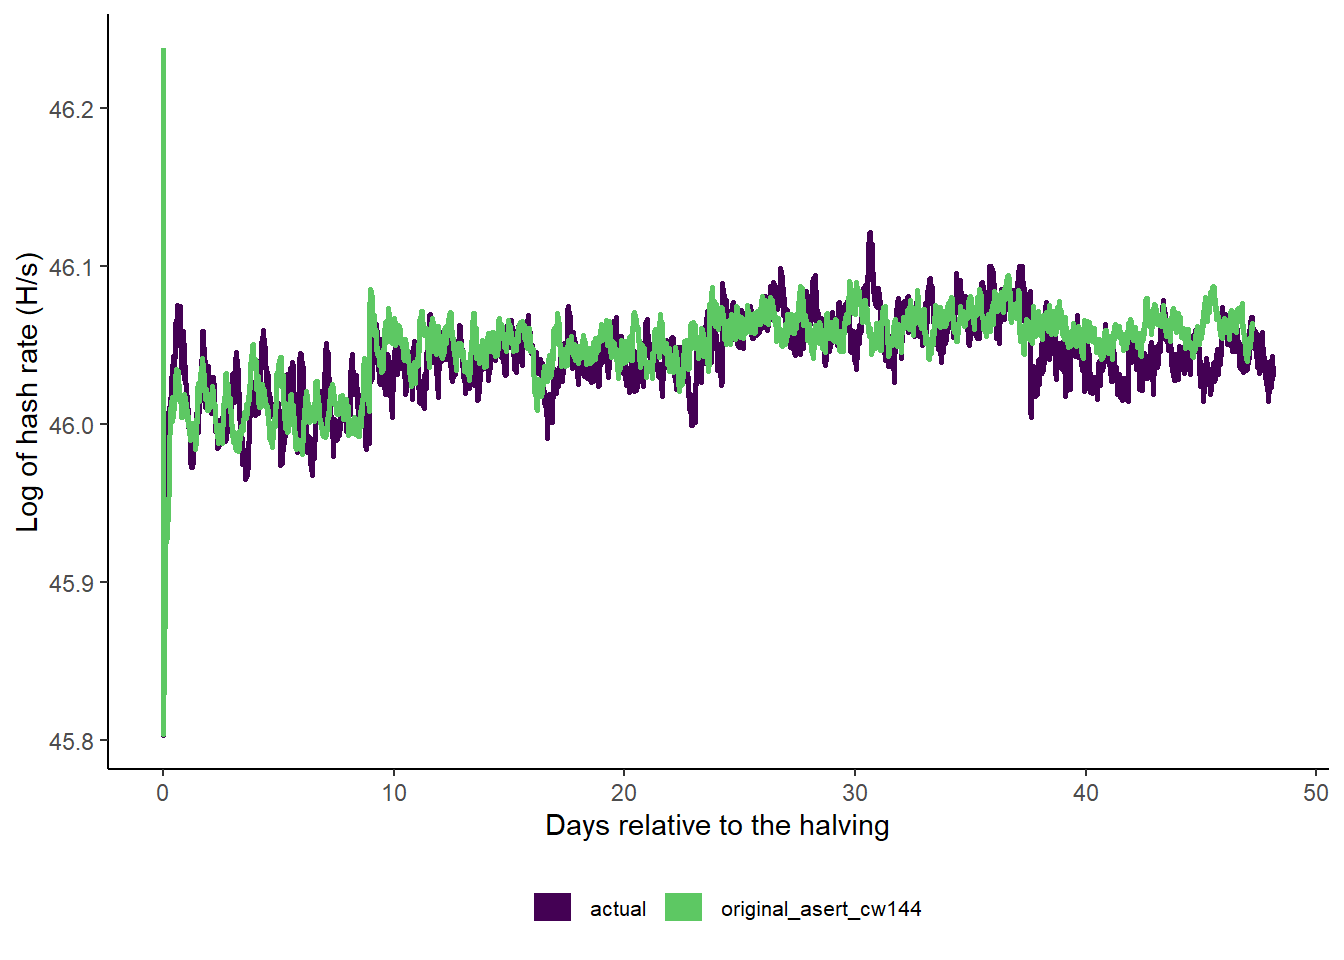 Log of hash rate (H/s)
46.2
46.1
46.0
45.9
45.8
0 10 20 30 40 50
Days relative to the halving
actual original_asert_cw144